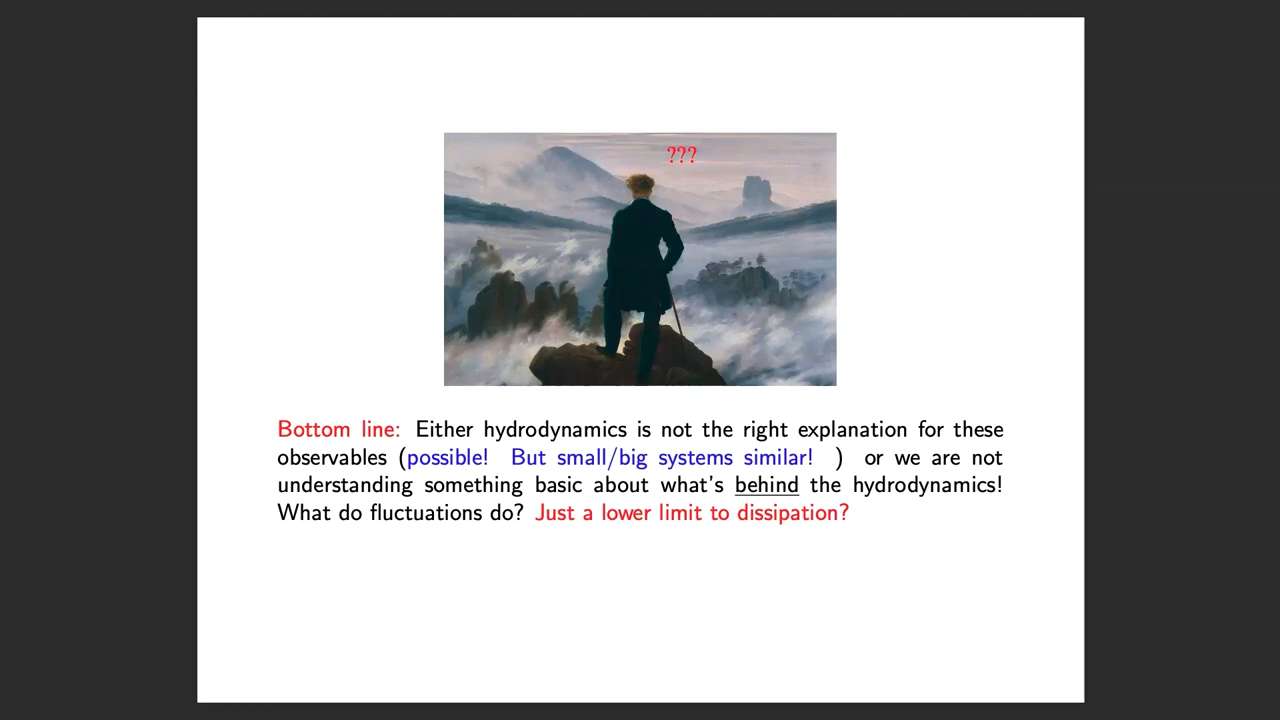 ???
Bottom line: Either hydrodynamics is not the right explanation for these
observables (possible! But small/big systems similar! ) or we are not
understanding something basic about what's behind the hydrodynamics!
What do fluctuations do? Just a lower limit to dissipation?